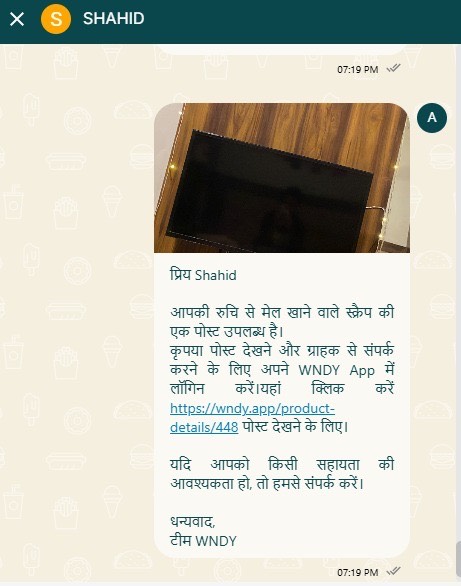 SHAHID
S
07:19 PM
A
प्रिय Shahid
आपकी रुचि से मेल खाने वाले स्क्रैप की
एक पोस्ट उपलब्ध है।
कृपया पोस्ट देखने और ग्राहक से संपर्क
करने के लिए अपने WNDY App में
लॉगिन करें।यहां क्लिक करें
https://wndy.app/product-
details/448 पोस्ट देखने के लिए।
यदि आपको किसी सहायता की
आवश्यकता हो, तो हमसे संपर्क करें।
धन्यवाद,
टीम WNDY
07:19 PM